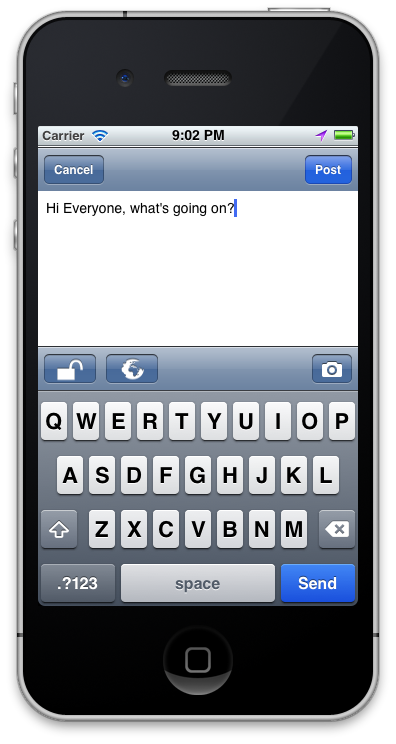 Carrier 9:02 PM
Cancel Post
Hi Everyone, what's going on?
Q W E R T Y U I O P
A S D F G H J K L
Z X C V B N M
.?123 space Send